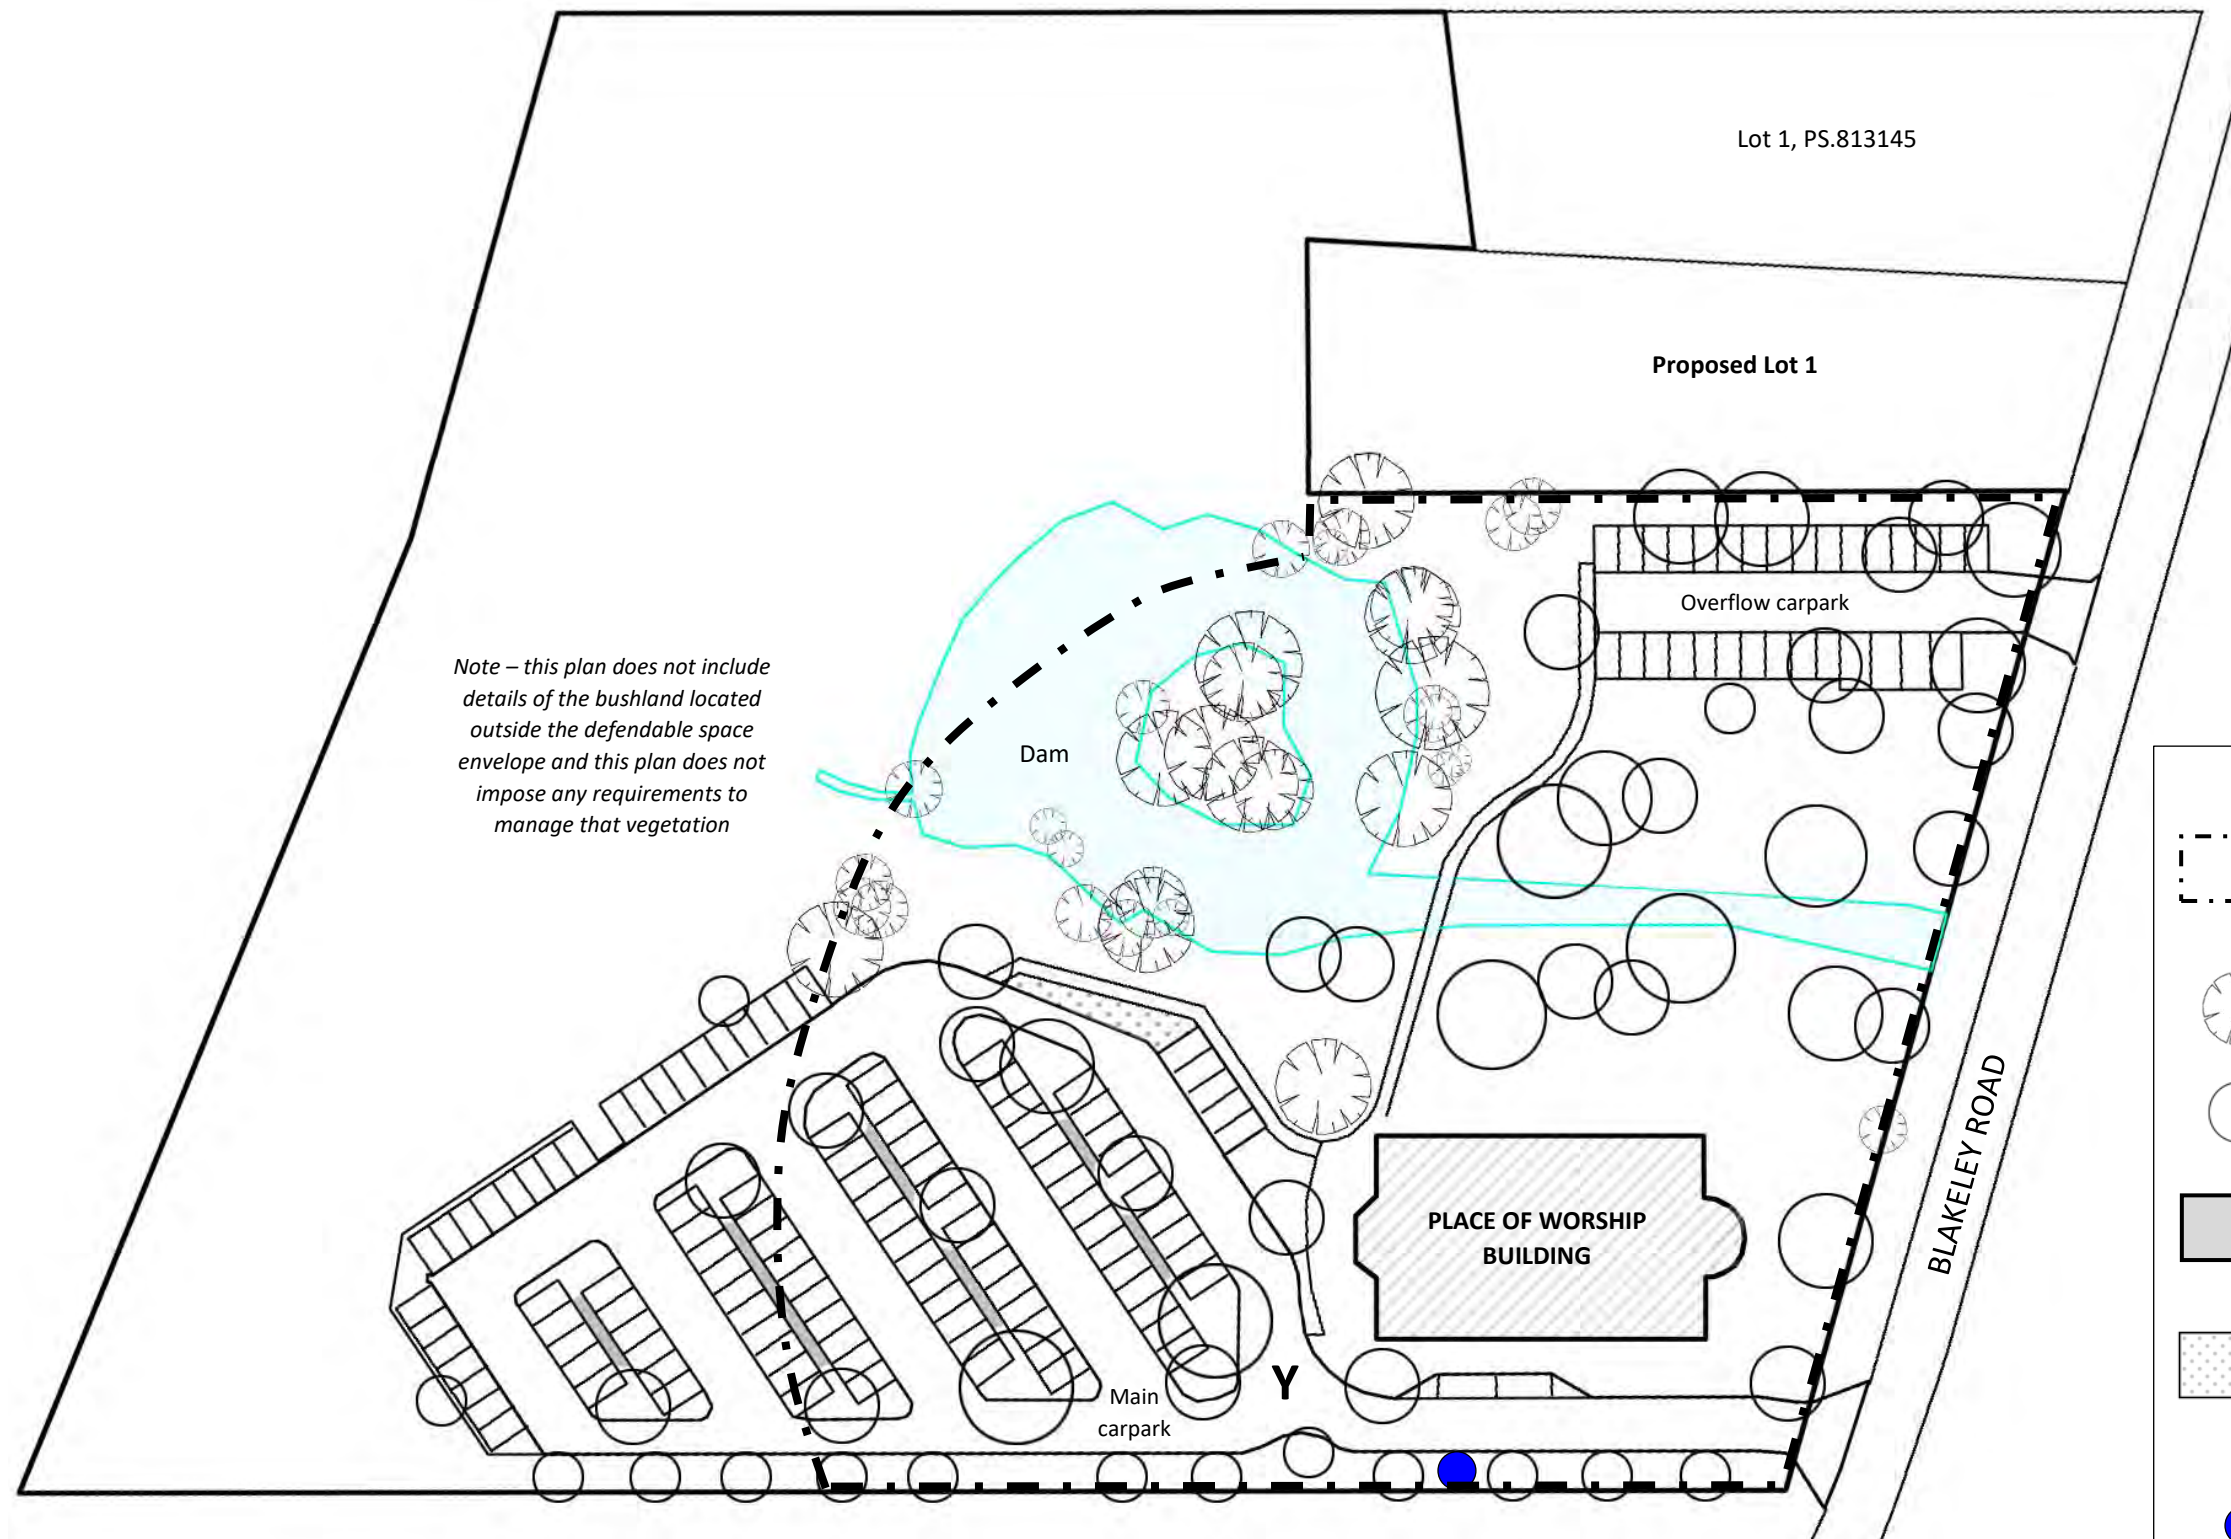 Lot 1, PS.813145
Proposed Lot 1
Overflow carpark
Note – this plan does not include
details of the bushland located
outside the defendable space
envelope and this plan does not
impose any requirements to
manage that vegetation
Dam
PLACE OF WORSHIP
BUILDING
BLAKELEY ROAD
Y
Main
carpark